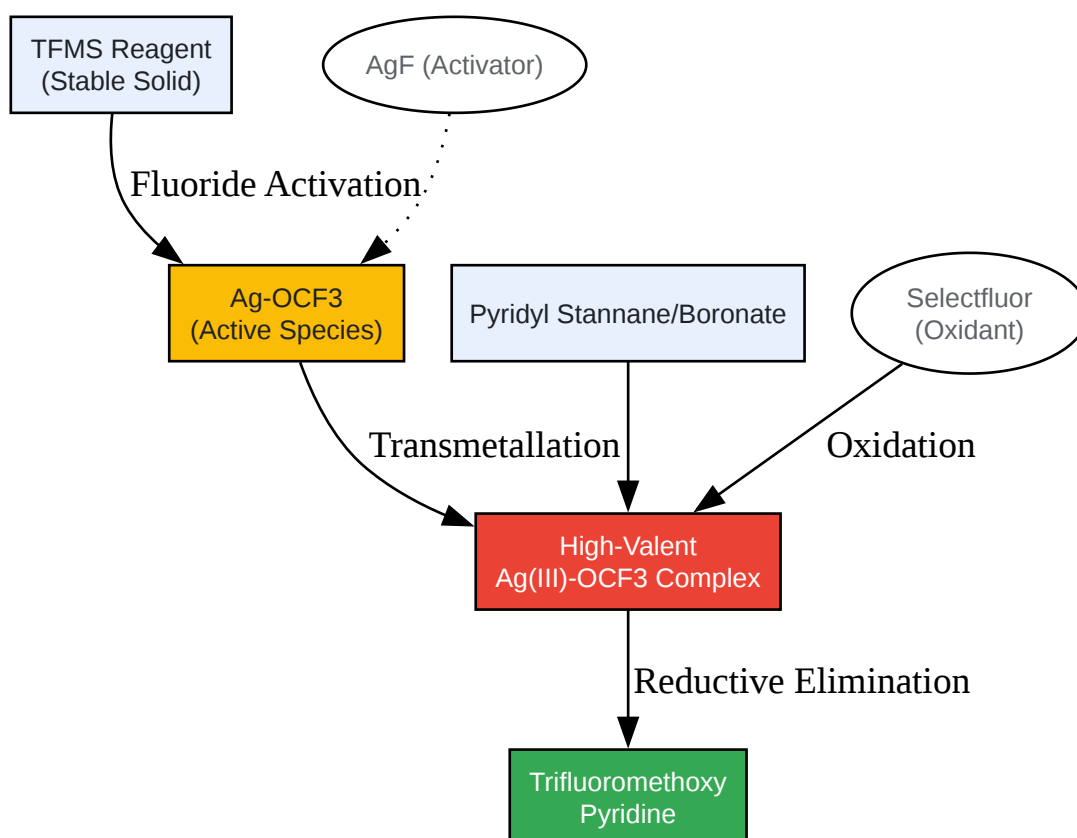 TFMS Reagent
(Stable Solid)
AgF (Activator)
Fluoride Activation
Ag-OCF3
(Active Species)
Pyridyl Stannane/Boronate
Selectfluor
(Oxidant)
Transmetallation
Oxidation
High-Valent
Ag(III)-OCF3 Complex
Reductive Elimination
Trifluoromethoxy
Pyridine